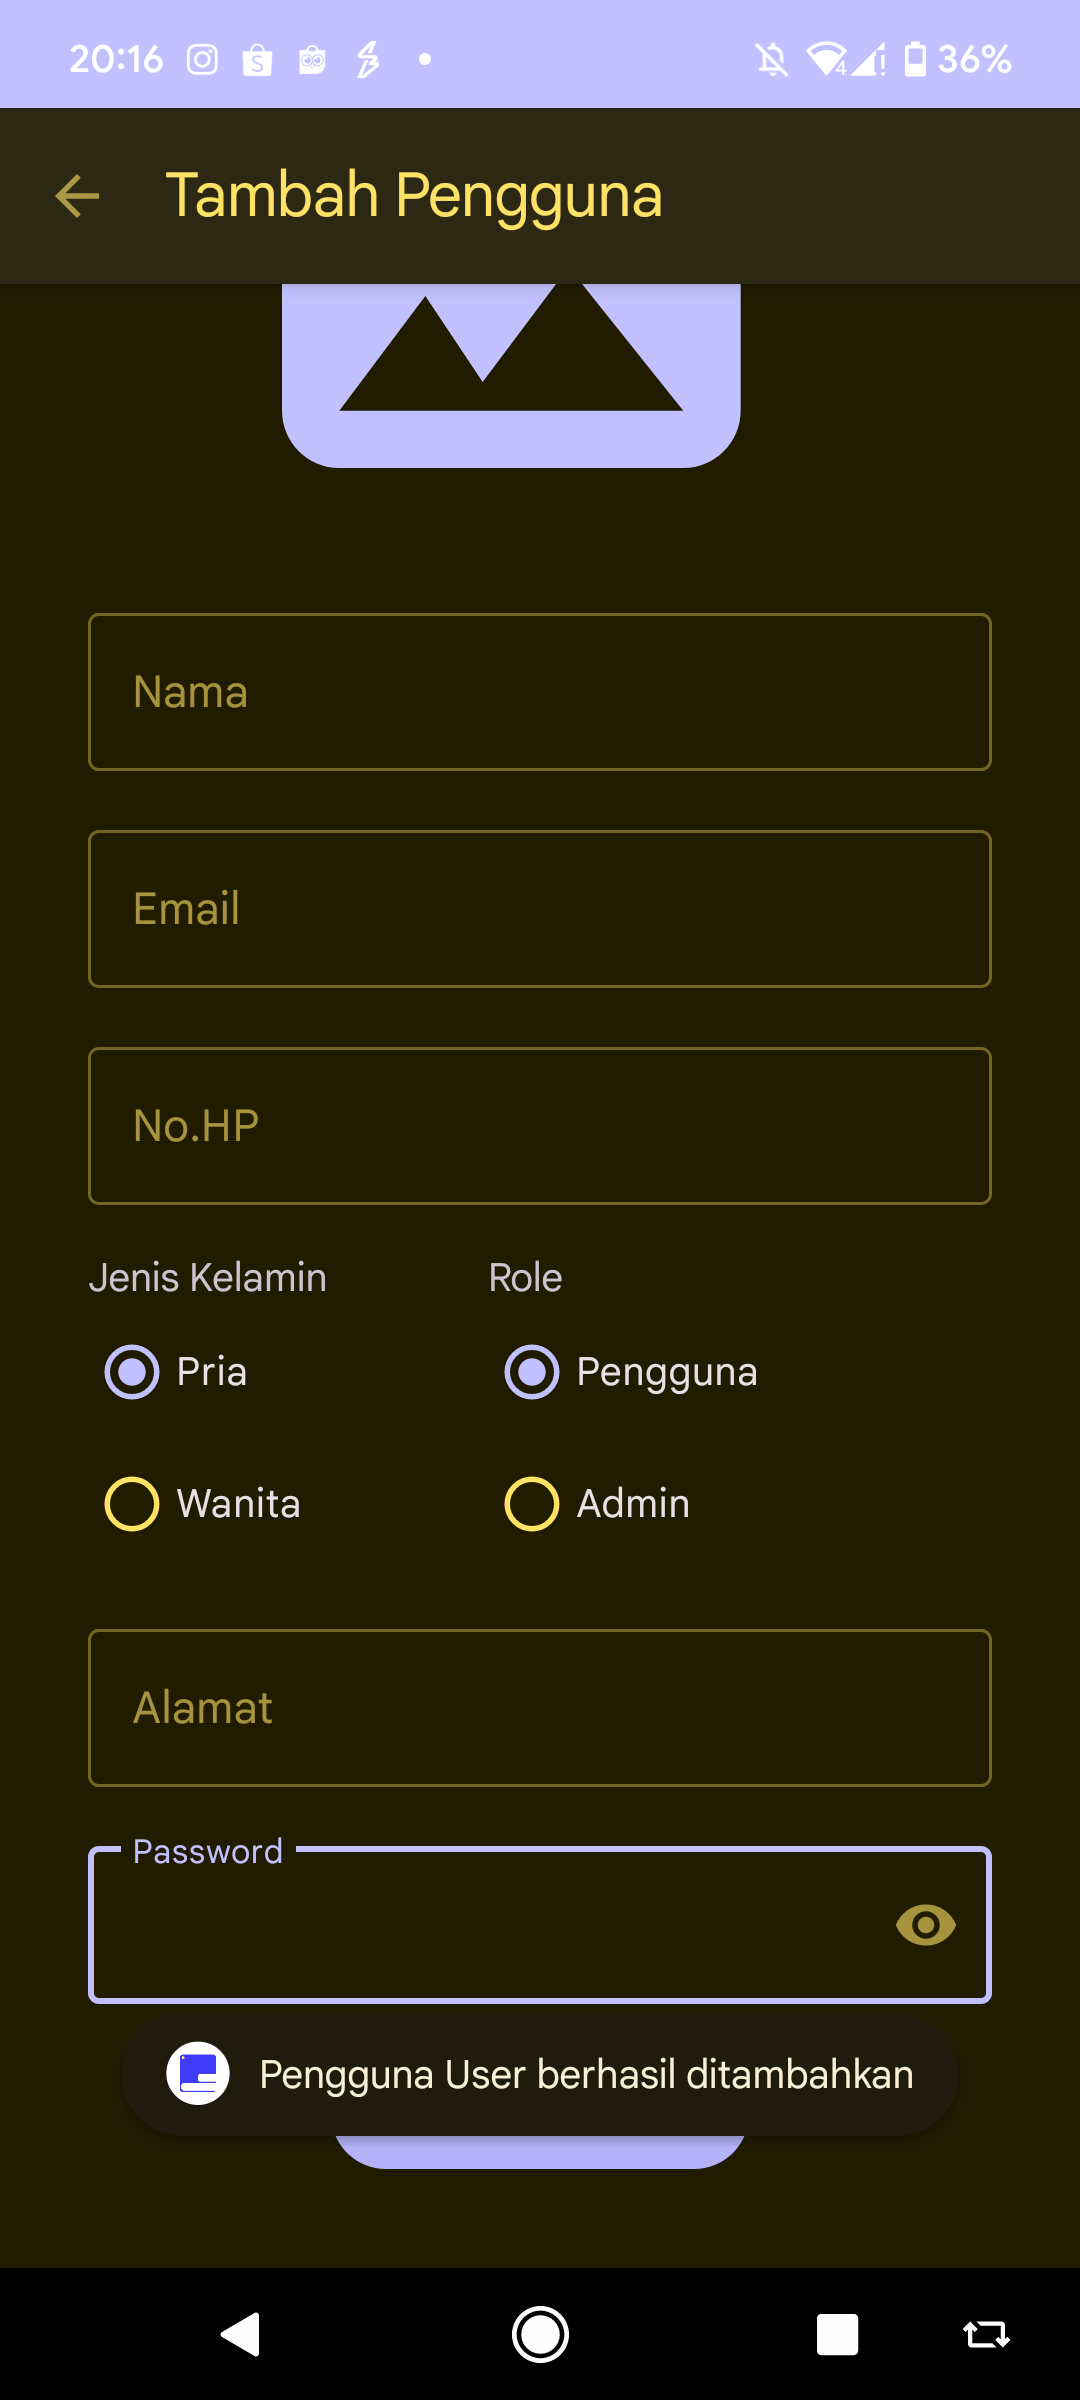 20:16 36%
Tambah Pengguna
Nama
Email
No.HP
Jenis Kelamin Role
Pria Pengguna
Wanita Admin
Alamat
Password
Pengguna User berhasil ditambahkan